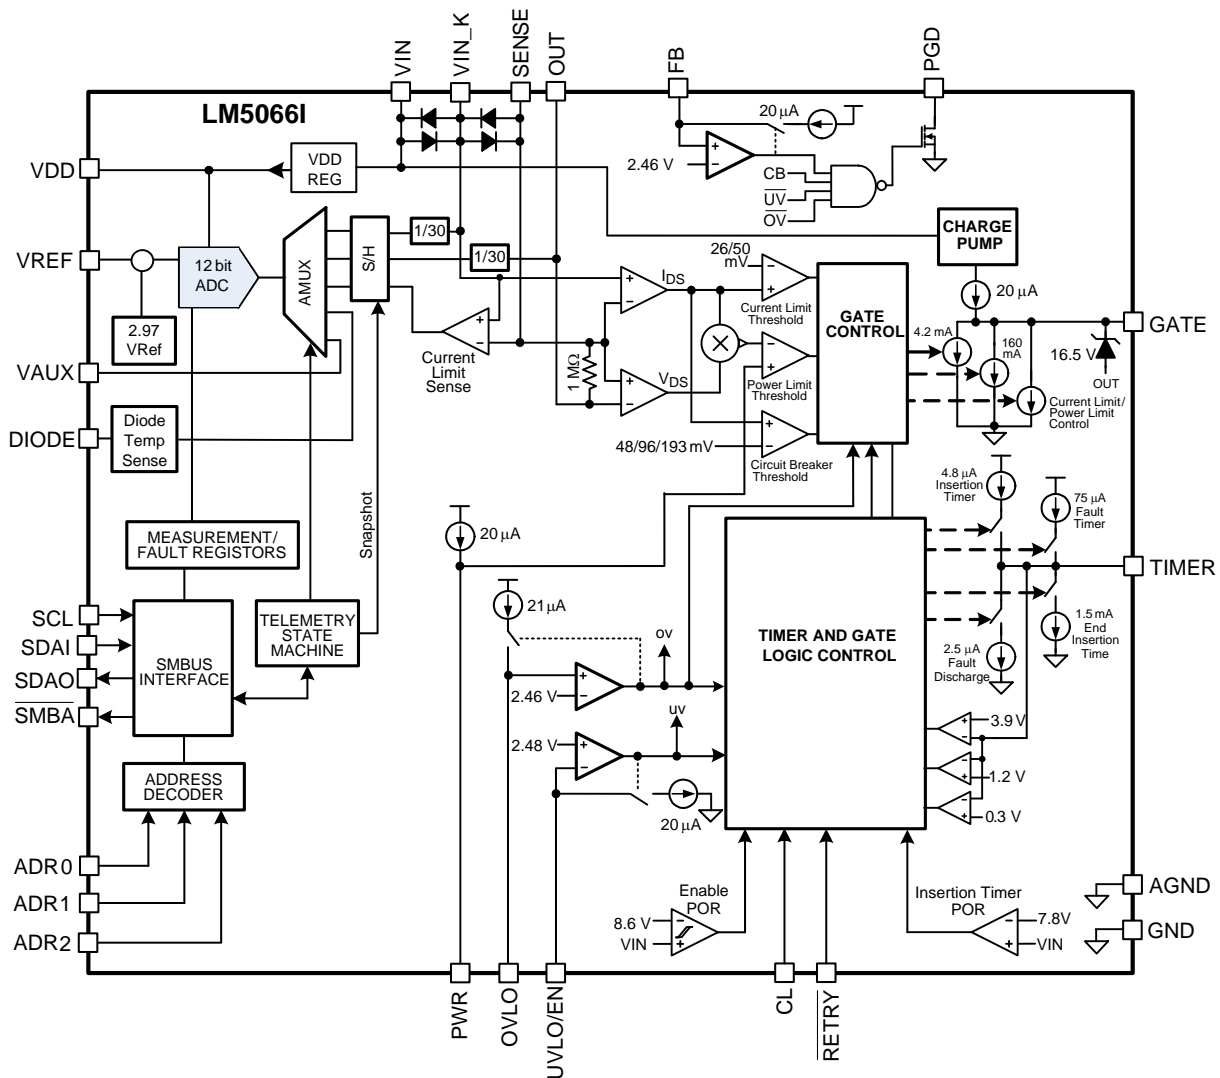 VIN
VIN_K
SENSE
OUT
FB
PGD
LM5066I
20 μA
VDD
VDD
REG
2.46 V
CB
UV
OV
CHARGE
PUMP
VREF
12 bit
ADC
AMUX
S/H
1/30
1/30
26/50
mV
IDS
20 μA
GATE
2.97
VRef
Current Limit
Threshold
GATE
CONTROL
4.2 mA
160
mA
16.5 V
OUT
VAUX
Current
Limit
Sense
1 MΩ
VDS
Power Limit
Threshold
Current Limit/
Power Limit
Control
DIODE
Diode
Temp
Sense
48/96/193 mV
Circuit Breaker
Threshold
4.8 μA
Insertion
Timer
75 μA
Fault
Timer
Snapshot
20 μA
MEASUREMENT/
FAULT REGISTORS
TIMER
SCL
SDAI
SDAO
SMBA
SMBUS
INTERFACE
TELEMETRY
STATE
MACHINE
21 μA
OV
TIMER AND GATE
LOGIC CONTROL
1.5 mA
End
Insertion
Time
2.5 μA
Fault
Discharge
2.46 V
UV
2.48 V
3.9 V
1.2 V
0.3 V
ADDRESS
DECODER
20 μA
ADR0
ADR1
ADR2
Enable
POR
8.6 V
VIN
Insertion Timer
POR
7.8V
VIN
AGND
GND
PWR
OVLO
UVLO/EN
CL
RETRY